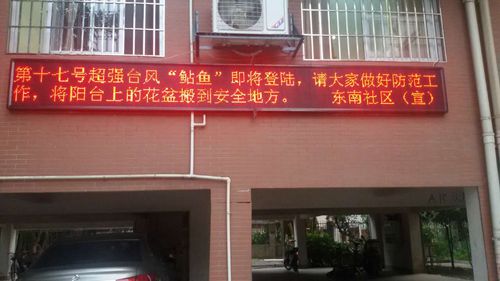 第十七号超强台风“鲇鱼”即将登陆，请大家做好防范工
作，将阳台上的花盆搬到安全地方。 东南社区（宣）